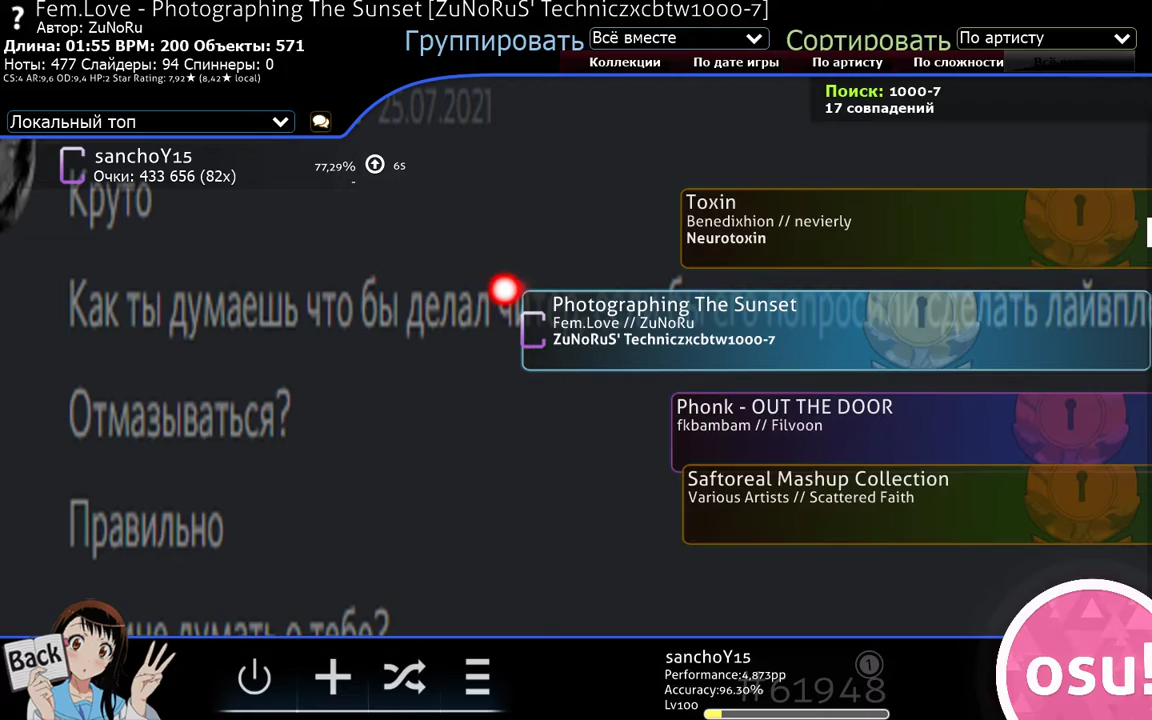 Fem.Love - Photographing The Sunset [ZuNoRuS' Techniczxcbtw1000-7]
Автор: ZuNoRu
Длина: 01:55 BPM: 200 Объекты: 571
Ноты: 477 Слайдеры: 94 Спиннеры: 0
CS:4 AR:9,6 OD:9,4 HP:2 Star Rating: 7,92★ (8,42★ local)
Группировать Всё вместе
Сортировать По артисту
Коллекции По дате игры По артисту По сложности
Поиск: 1000-7
17 совпадений
Локальный топ
25.07.2021
sanchoY15
Очки: 433 656 (82x)
77,29%
-
6s
Круто
Toxin
Benedixhion // nevierly
Neurotoxin
Как ты думаешь что бы делал сделать лайвпл
Photographing The Sunset
Fem.Love // ZuNoRu
ZuNoRuS' Techniczxcbtw1000-7
Отмазываться?
Phonk - OUT THE DOOR
fkbambam // Filvoon
Saftoreal Mashup Collection
Various Artists // Scattered Faith
Правильно
думать о тебе?
Back
sanchoY15
Performance:4,873pp
Accuracy:96.30%
Lv100
1
#61948
osu!